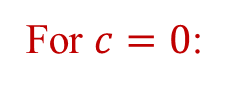 For c = 0: